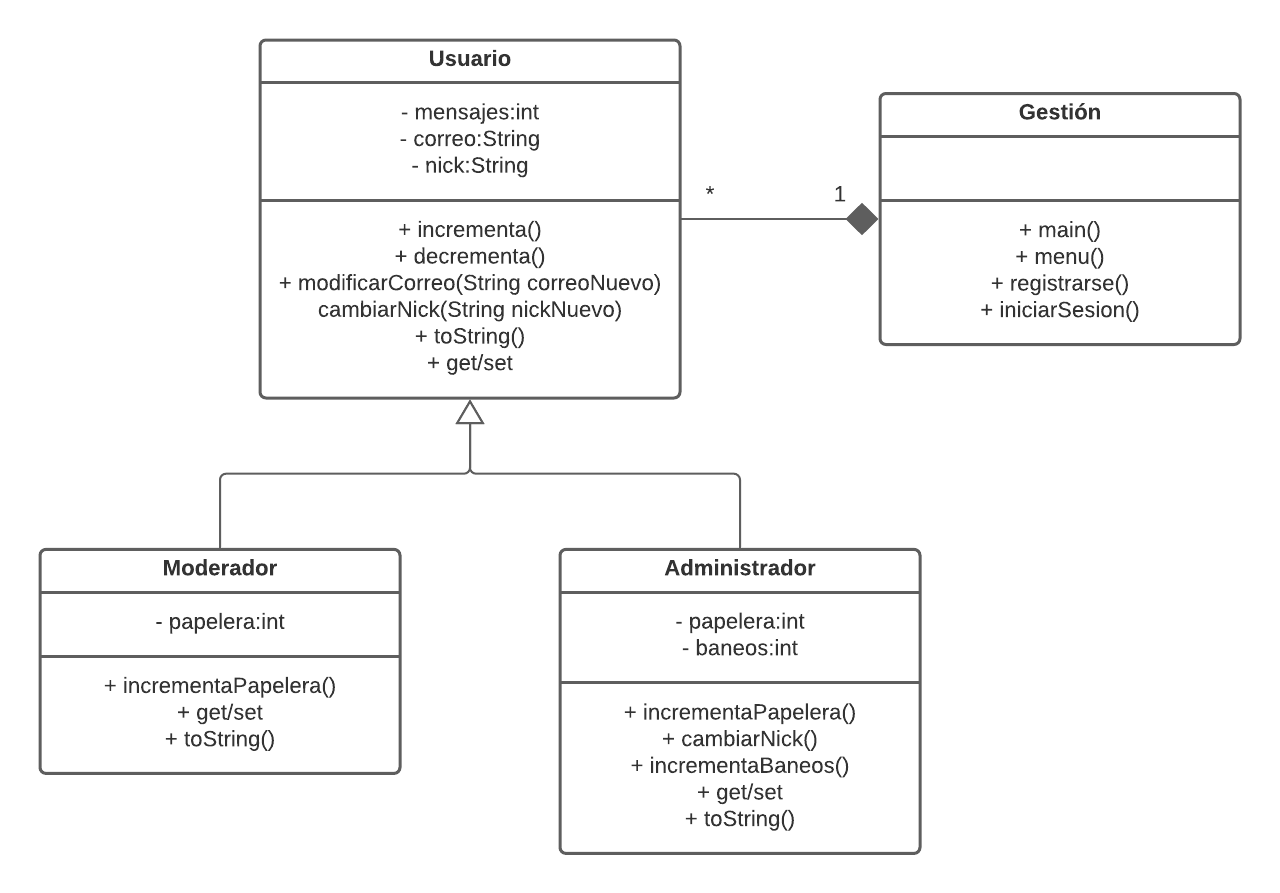 Usuario
- mensajes:int
- correo:String
- nick:String
+ incrementa()
+ decrementa()
+ modificarCorreo(String correoNuevo)
cambiarNick(String nickNuevo)
+ toString()
+ get/set
*
1
Gestión
+ main()
+ menu()
+ registrarse()
+ iniciarSesion()
Moderador
- papelera:int
+ incrementaPapelera()
+ get/set
+ toString()
Administrador
- papelera:int
- baneos:int
+ incrementaPapelera()
+ cambiarNick()
+ incrementaBaneos()
+ get/set
+ toString()